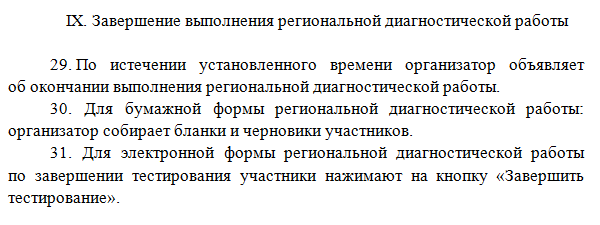 IX. Завершение выполнения региональной диагностической работы
29. По истечении установленного времени организатор объявляет
об окончании выполнения региональной диагностической работы.
30. Для бумажной формы региональной диагностической работы:
организатор собирает бланки и черновики участников.
31. Для электронной формы региональной диагностической работы
по завершении тестирования участники нажимают на кнопку «Завершить
тестирование».